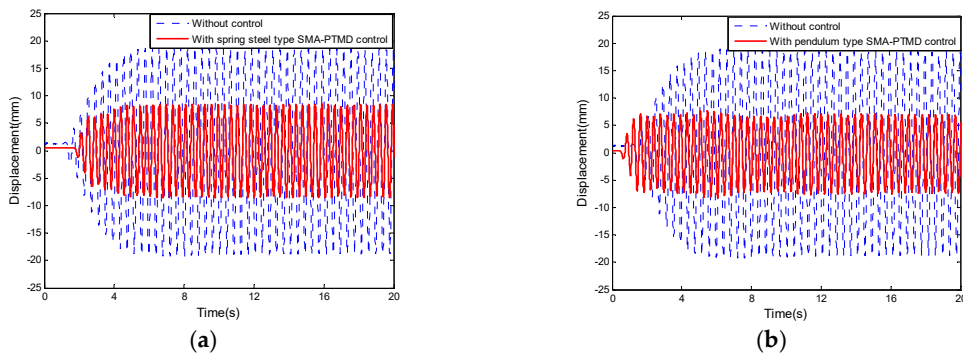 Without control
With spring steel type SMA-PTMD control
25
20
15
10
5
0
-5
-10
-15
-20
-25
Displacement(mm)
0 4 8 12 16 20
Time(s)
(a)
Without control
With pendulum type SMA-PTMD control
25
20
15
10
5
0
-5
-10
-15
-20
-25
Displacement(mm)
0 4 8 12 16 20
Time(s)
(b)